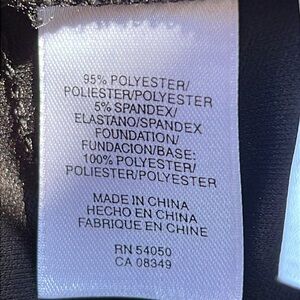 95% POLYESTER/
POLIESTER/POLYESTER
5% SPANDEX/
ELASTANO/SPANDEX
FOUNDATION/
FUNDACION/BASE:
100% POLYESTER/
POLIESTER/POLYESTER
MADE IN CHINA
HECHO EN CHINA
FABRIQUE EN CHINE
RN 54050
CA 08349